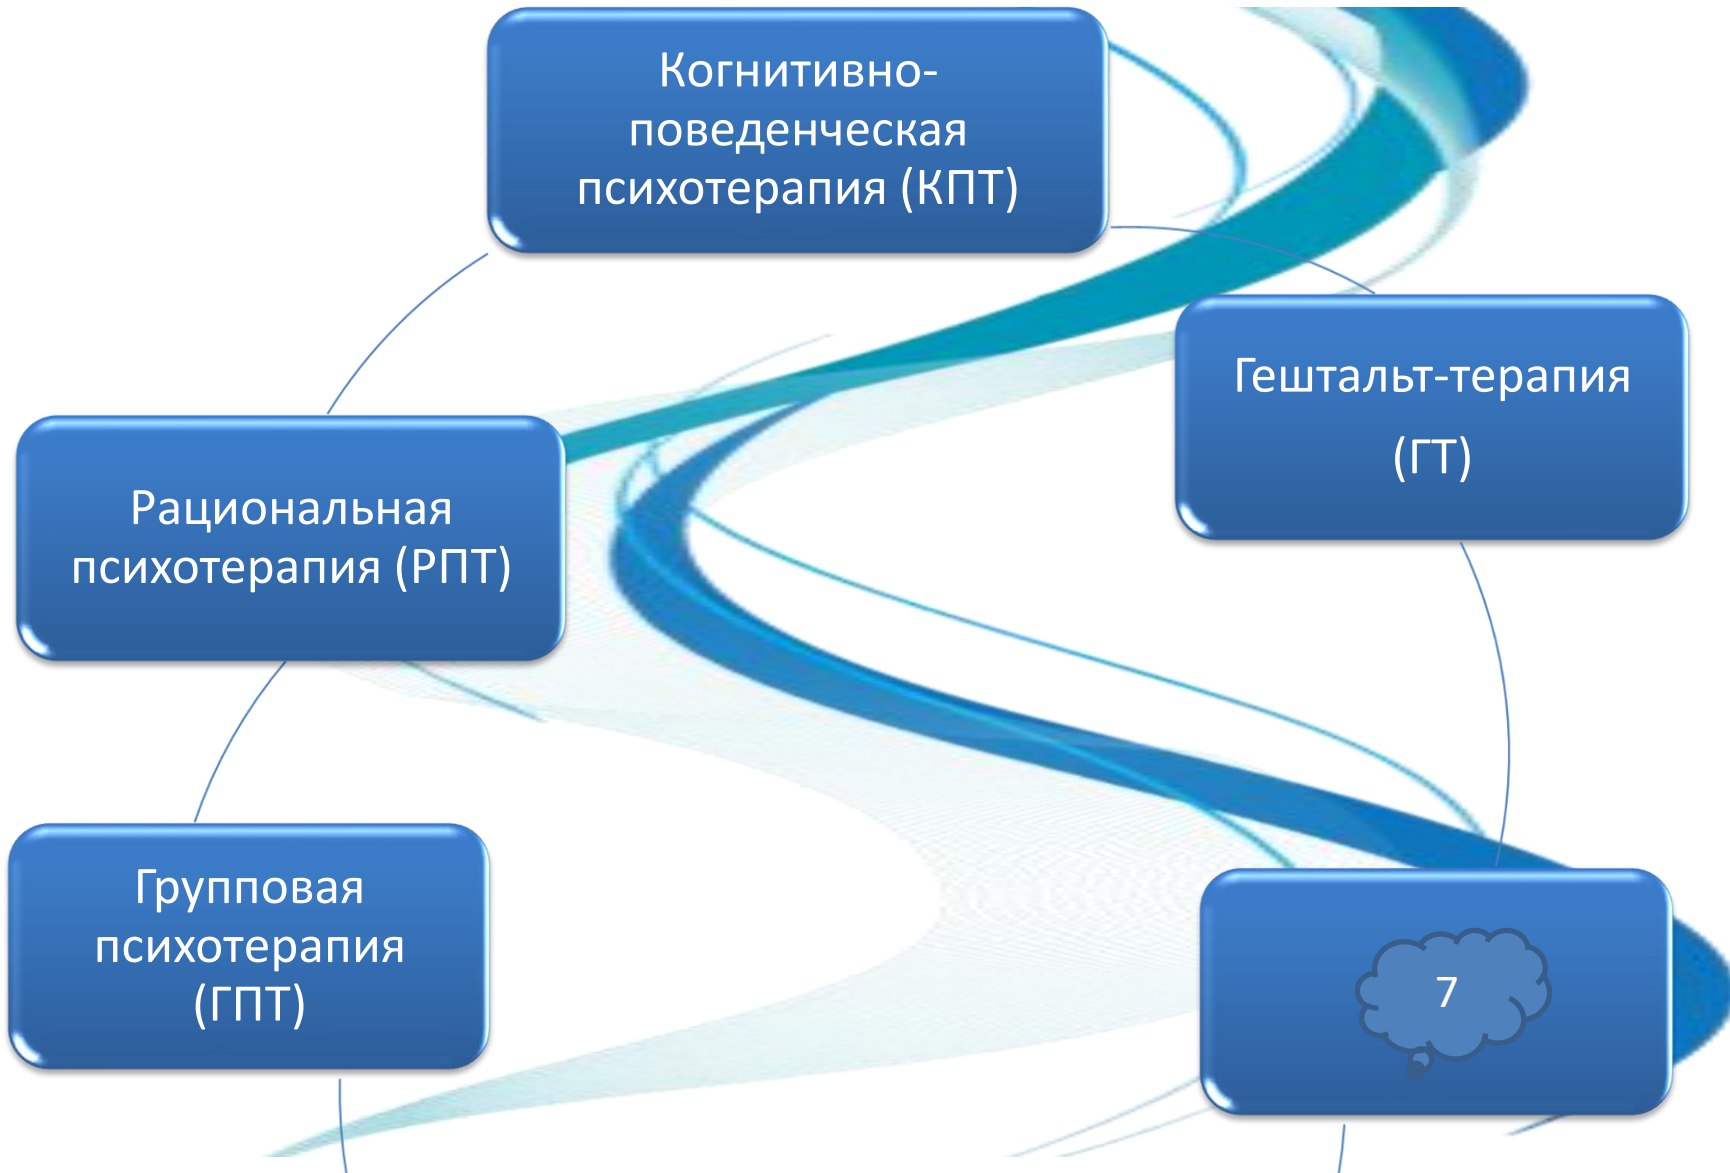 Когнитивно-
поведенческая
психотерапия (КПТ)
Гештальт-терапия
(ГТ)
Рациональная
психотерапия (РПТ)
Групповая
психотерапия
(ГПТ)
7